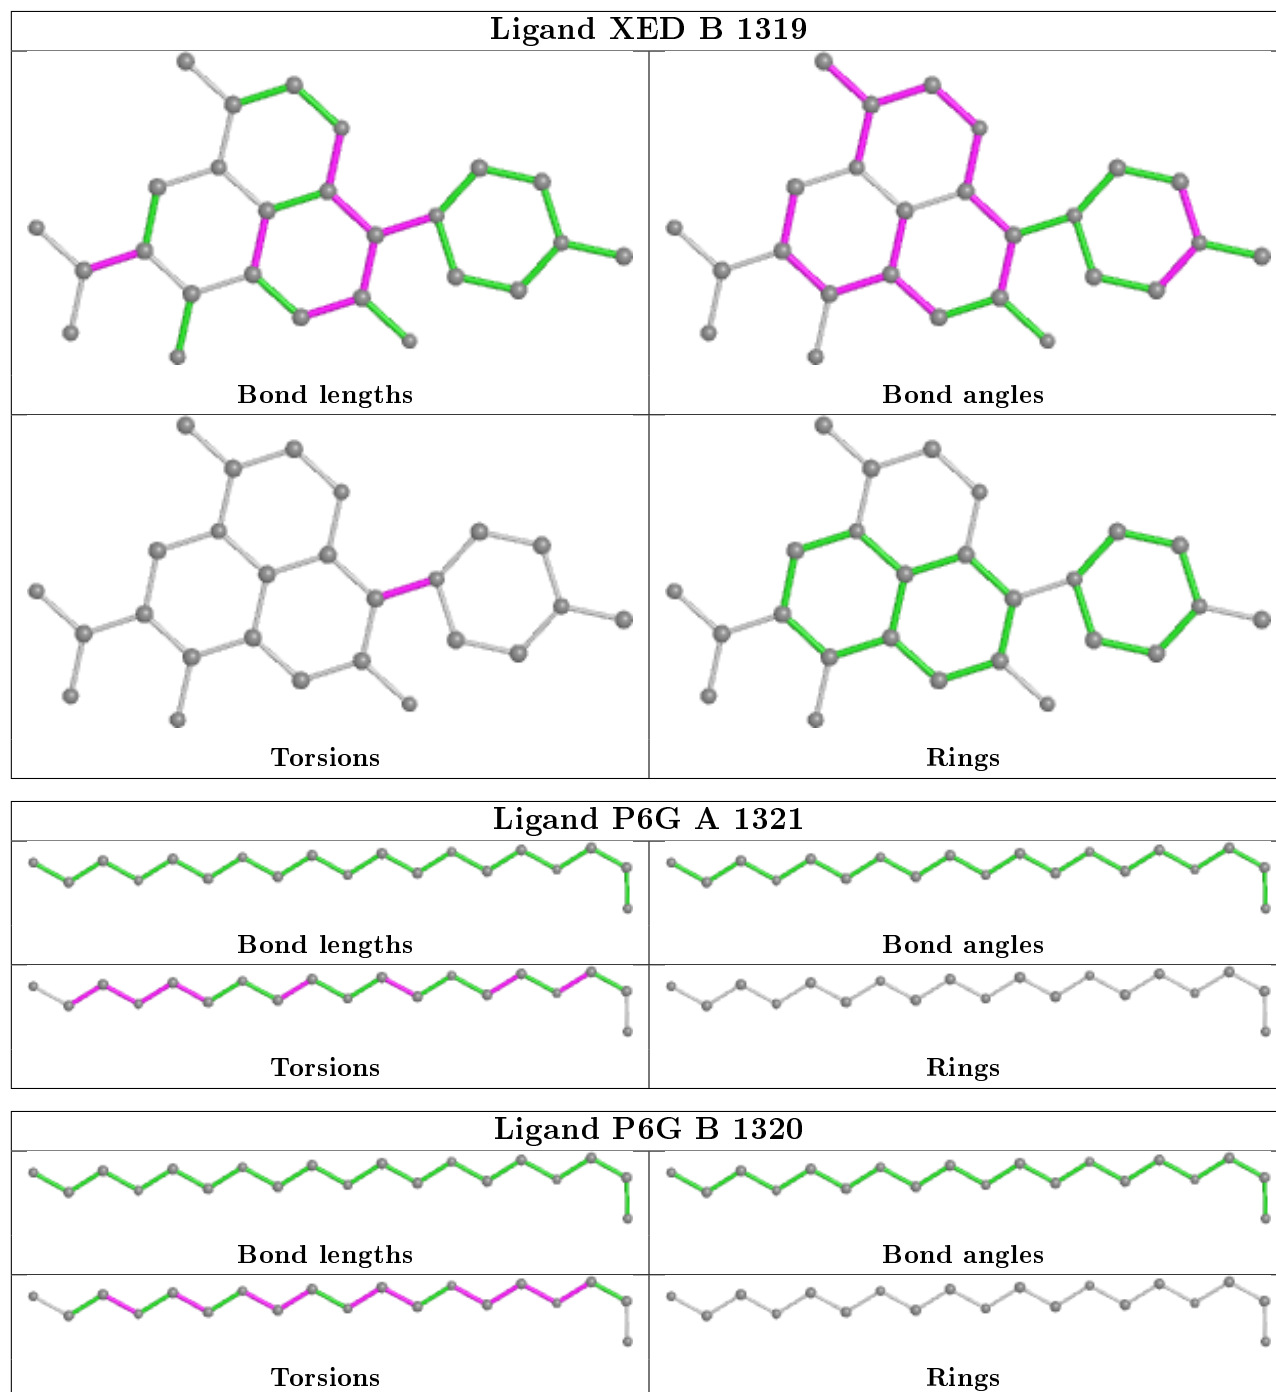 Ligand XED B 1319
Bond lengths
Bond angles
Torsions
Rings
Ligand P6G A 1321
Bond lengths
Bond angles
Torsions
Rings
Ligand P6G B 1320
Bond lengths
Bond angles
Torsions
Rings